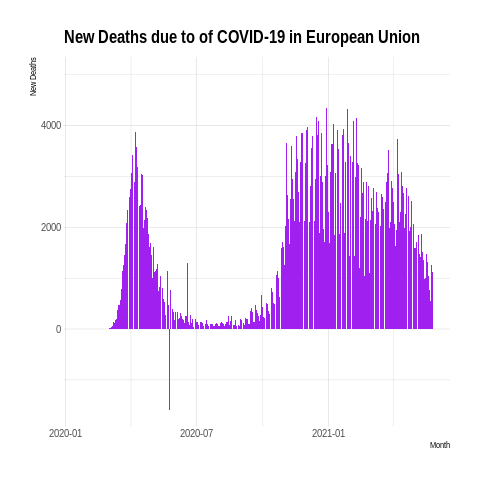 New Deaths due to of COVID-19 in European Union
New Deaths
4000
2000
0
2020-01
2020-07
2021-01
Month